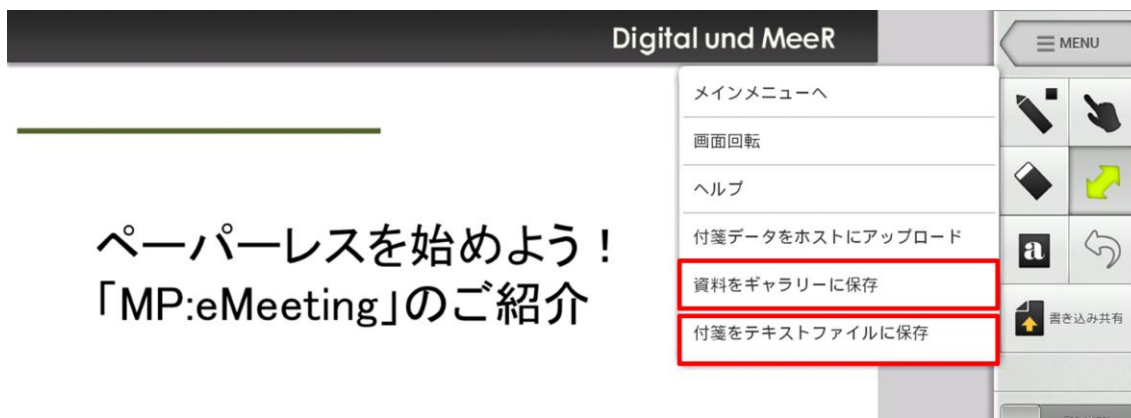 Digital und MeeR
MENU
メインメニューへ
画面回転
ヘルプ
付箋データをホストにアップロード
資料をギャラリーに保存
付箋をテキストファイルに保存
ペーパーレスを始めよう！
「MP:eMeeting」のご紹介
a
書き込み共有